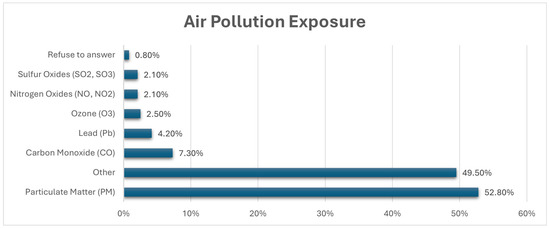 Air Pollution Exposure
Refuse to answer 0.80%
Sulfur Oxides (SO2, SO3) 2.10%
Nitrogen Oxides (NO, NO2) 2.10%
Ozone (O3) 2.50%
Lead (Pb) 4.20%
Carbon Monoxide (CO) 7.30%
Other 49.50%
Particulate Matter (PM) 52.80%
0% 10% 20% 30% 40% 50% 60%